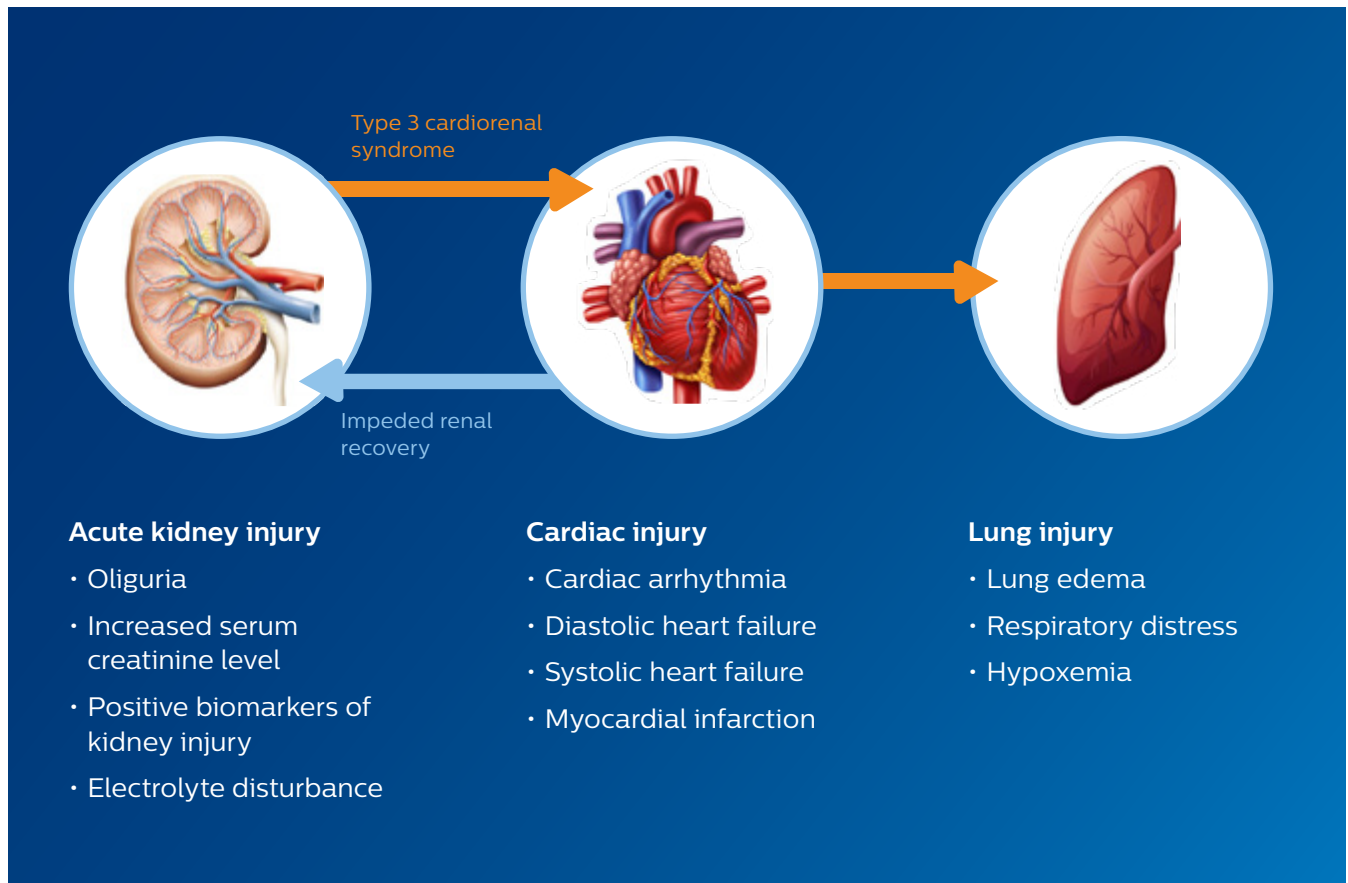 Type 3 cardiorenal
syndrome
Impeded renal
recovery
Acute kidney injury
• Oliguria
• Increased serum
creatinine level
• Positive biomarkers of
kidney injury
• Electrolyte disturbance
Cardiac injury
• Cardiac arrhythmia
• Diastolic heart failure
• Systolic heart failure
• Myocardial infarction
Lung injury
• Lung edema
• Respiratory distress
• Hypoxemia